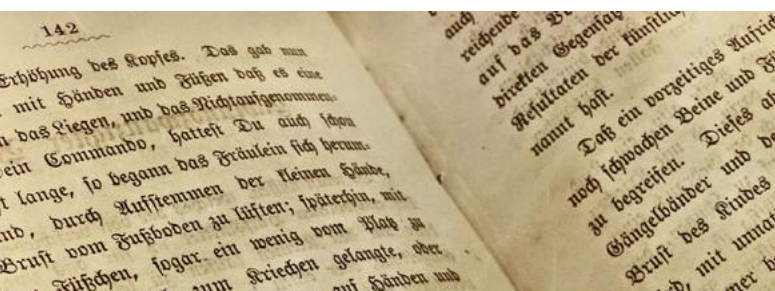 142
Erhöhung des Kopfes. Das gab nun
mit Händen und Füßen daß es eine
das Liegen, und das Nichtaufgenommen-
ein Commando, hattest Du auch schon
lange, so begann das Fräulein sich herum-
durch Aufstemmen der kleinen Hände,
Brust vom Fußboden zu lüften; späterhin, mit
Füßchen, sogar ein wenig vom Platz zu
zum Kriechen gelangte, oder
auf Händen und
auch
reichende
auf das
direkten Gegensatz
Resultaten der künstlich
nannt hast.
Daß ein vorzeitiges Aufrich
noch schwachen Beine und
zu begreifen. Dieses
Gängelbänder und
Brust des Kindes
mit